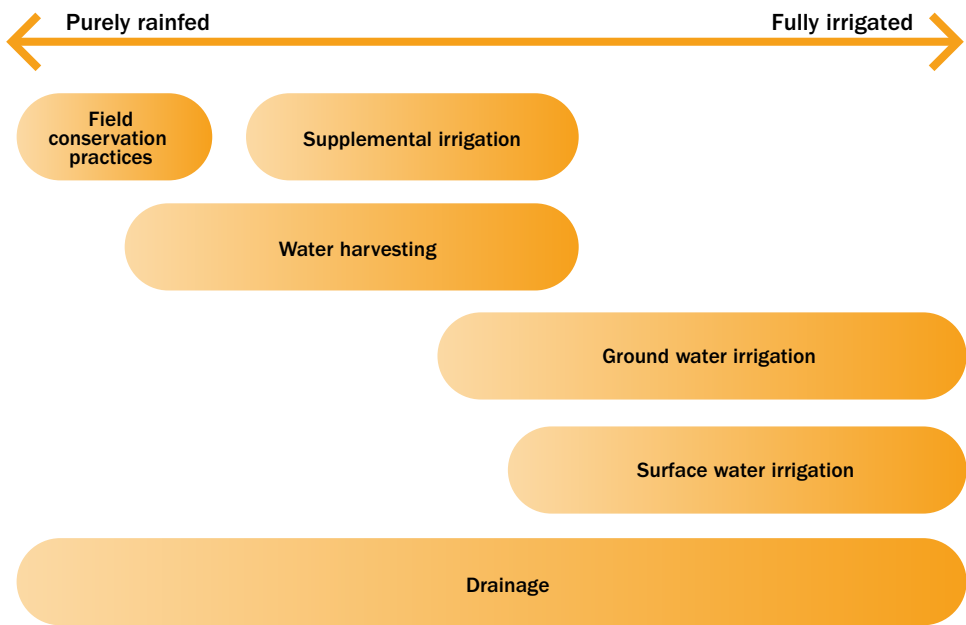 Purely rainfed
Fully irrigated
Field
conservation
practices
Supplemental irrigation
Water harvesting
Ground water irrigation
Surface water irrigation
Drainage